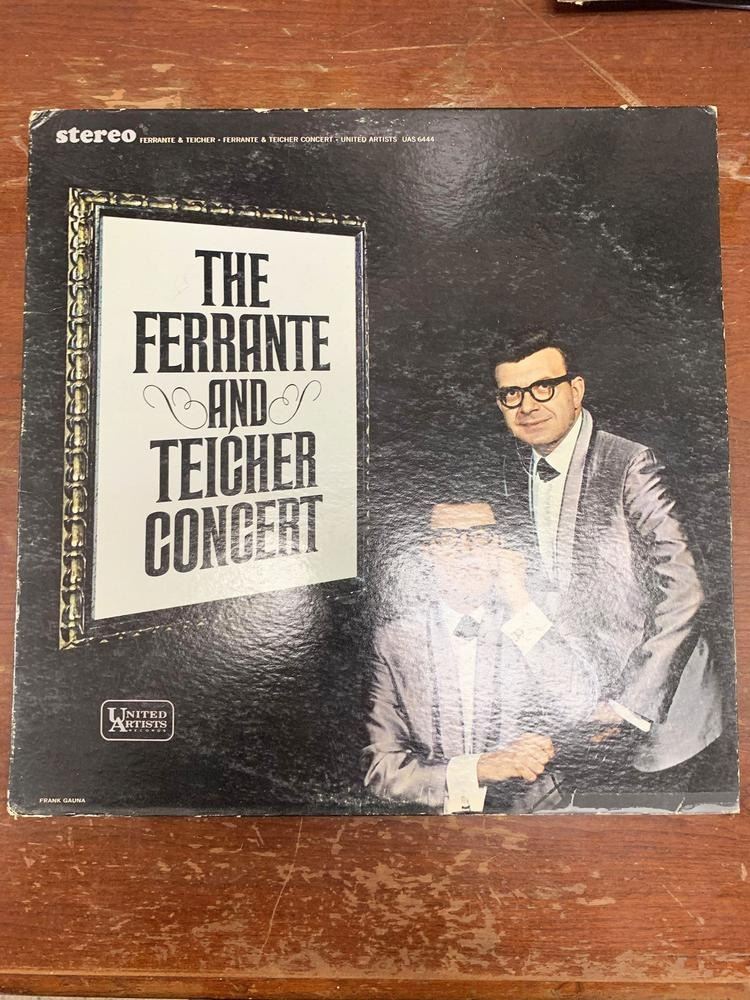 stereo FERRANTE & TEICHER • FERRANTE & TEICHER CONCERT • UNITED ARTISTS UAS 6444
THE
FERRANTE
AND
TEICHER
CONCERT
UNITED
ARTISTS
RECORDS
FRANK GAUNA